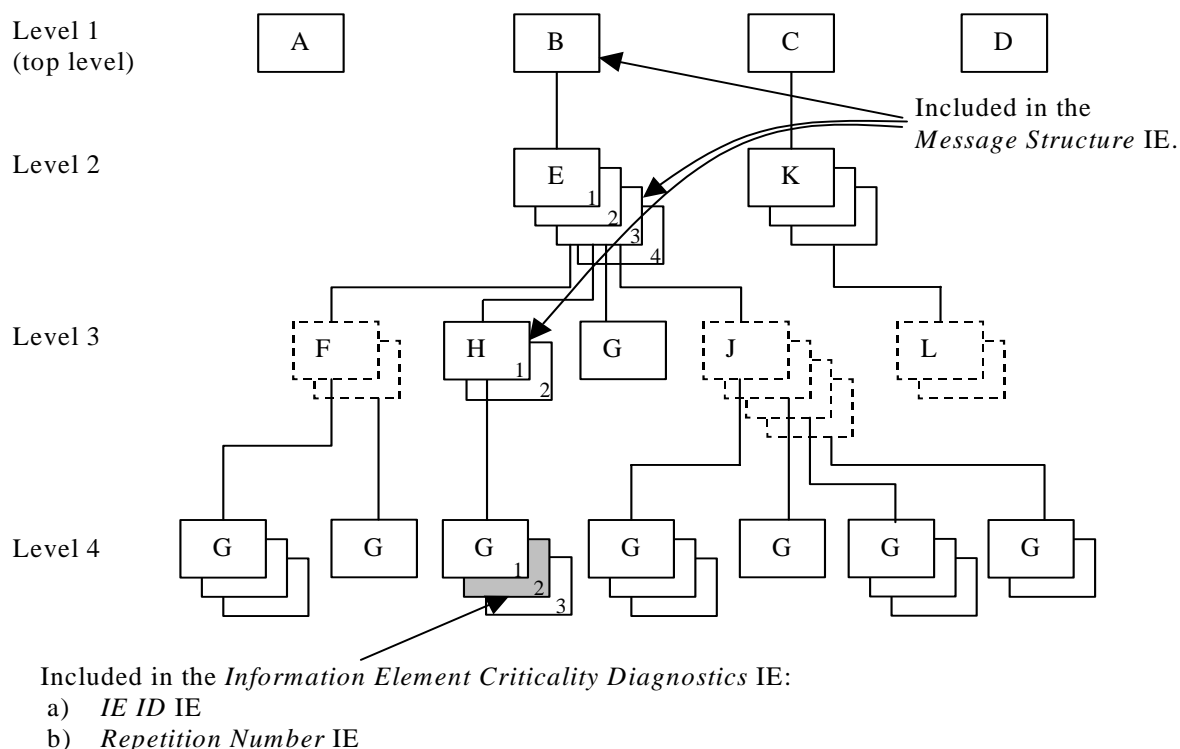 Level 1
(top level)
A
B
C
D
Included in the
Message Structure IE.
Level 2
E
1
2
3
4
K
Level 3
F
H
1
2
G
J
L
Level 4
G
G
G
1
2
3
G
G
G
G
Included in the Information Element Criticality Diagnostics IE:
a) IE ID IE
b) Repetition Number IE